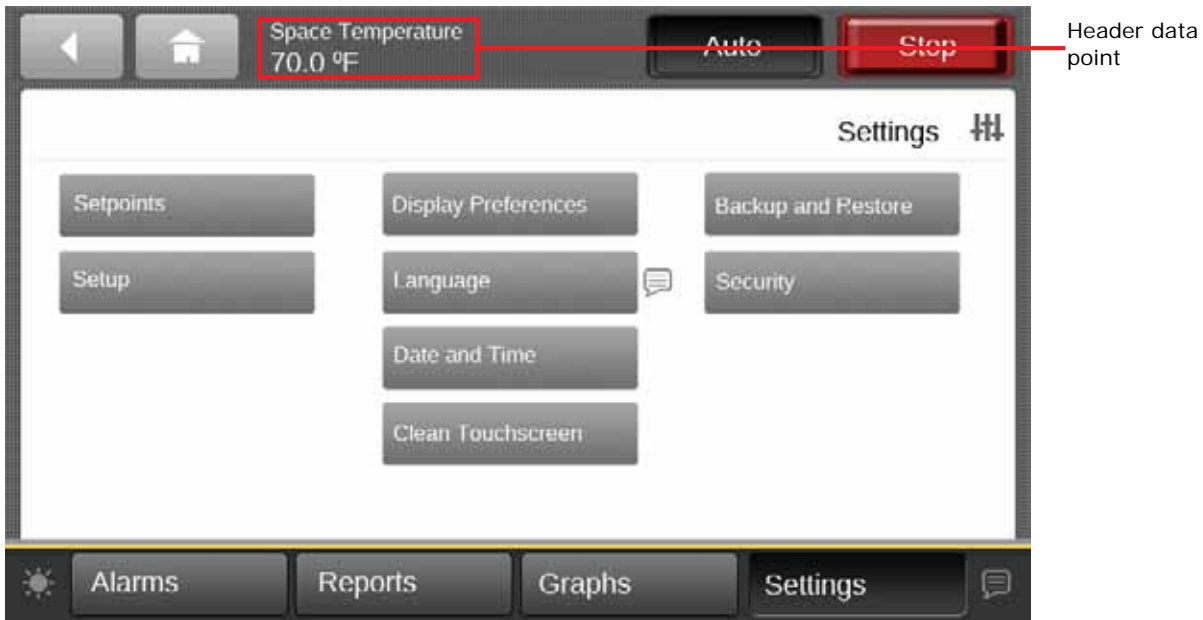 Space Temperature
70.0 ºF
Auto
Stop
Header data
point
Settings
Setpoints
Display Preferences
Backup and Restore
Setup
Language
Security
Date and Time
Clean Touchscreen
Alarms
Reports
Graphs
Settings